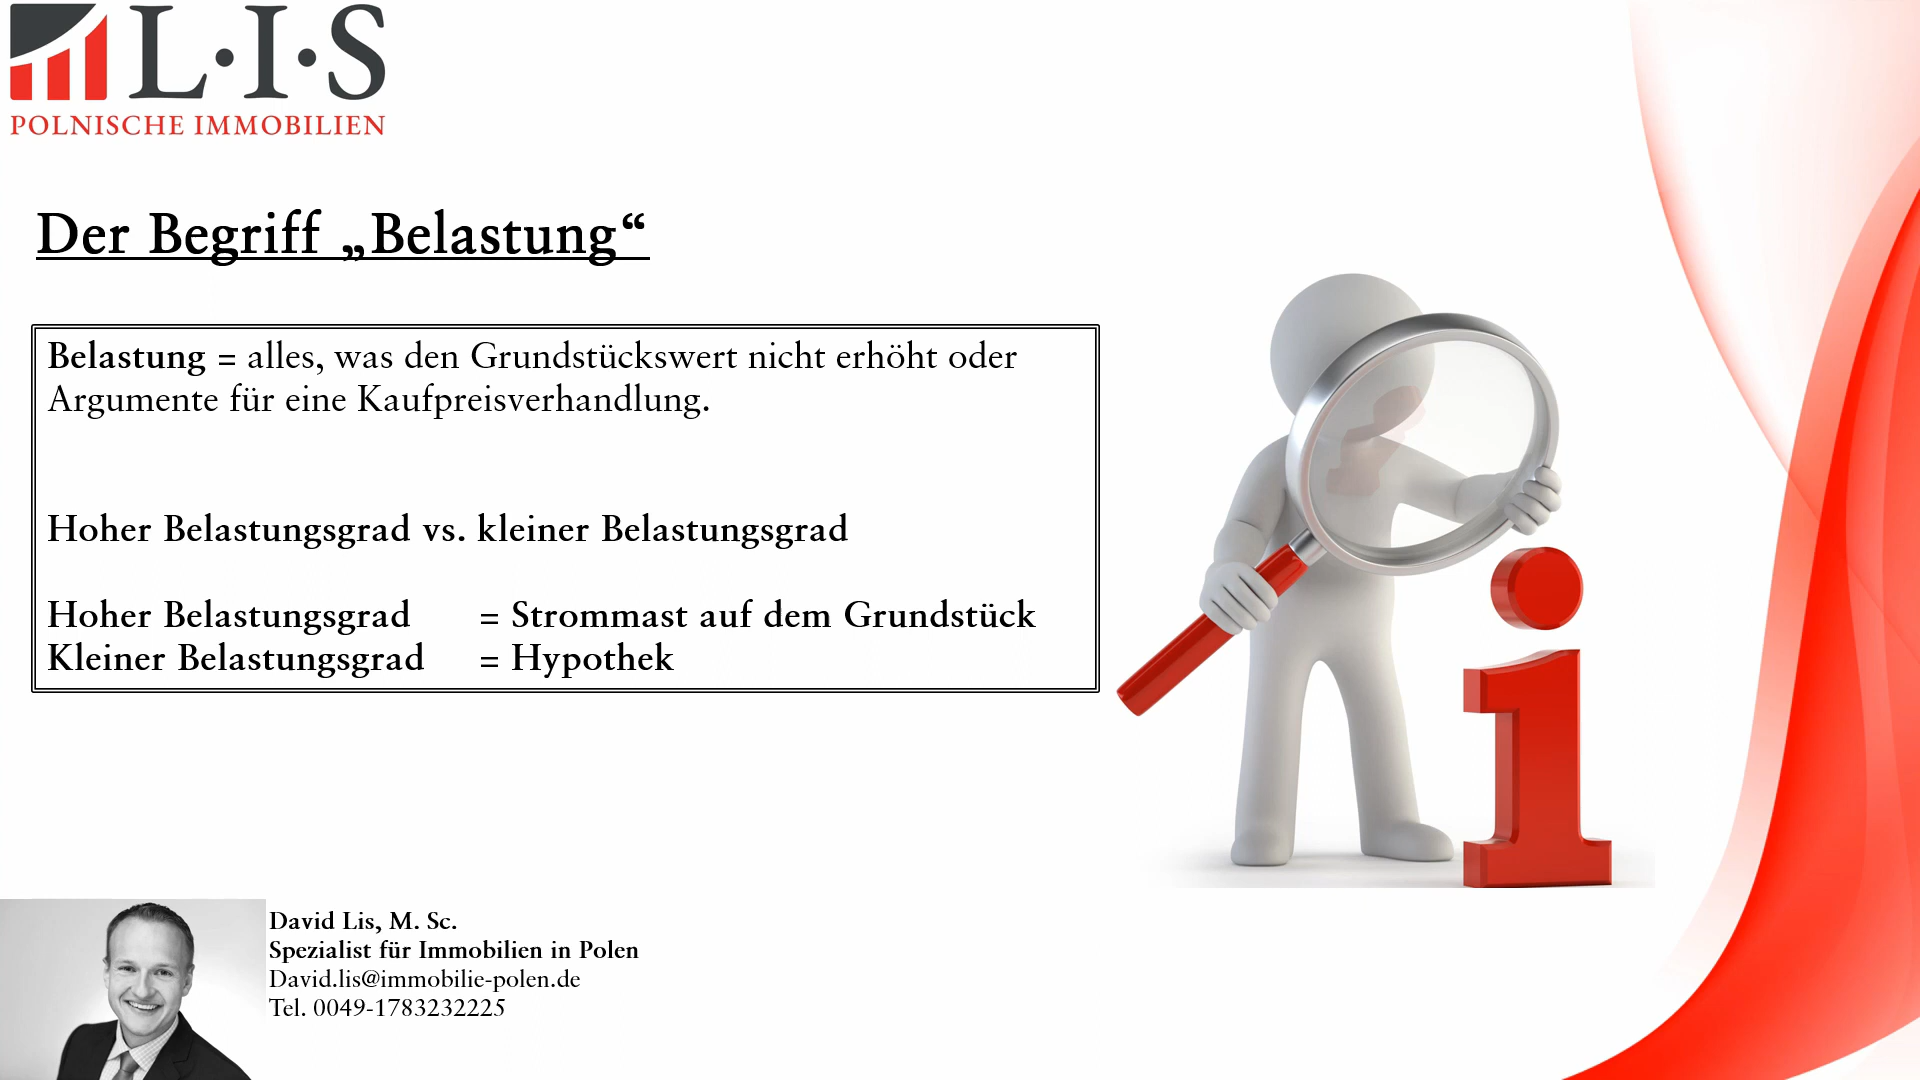 L·I·S
POLNISCHE IMMOBILIEN
Der Begriff „Belastung“
Belastung = alles, was den Grundstückswert nicht erhöht oder
Argumente für eine Kaufpreisverhandlung.
Hoher Belastungsgrad vs. kleiner Belastungsgrad
Hoher Belastungsgrad = Strommast auf dem Grundstück
Kleiner Belastungsgrad = Hypothek
David Lis, M. Sc.
Spezialist für Immobilien in Polen
David.lis@immobilie-polen.de
Tel. 0049-1783232225